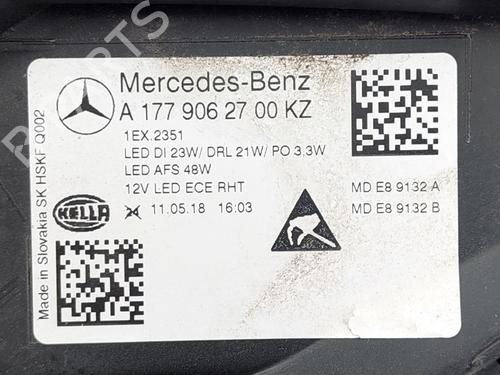 Mercedes-Benz
A 177 906 27 00 KZ
1EX.2351
LED DI 23W/ DRL 21W/ PO 3.3W
LED AFS 48W
12V LED ECE RHT
MD E8 9132 A
HELLA
11.05.18 16:03
MD E8 9132 B
Made in Slovakia SK HSKF Q002
PARTS